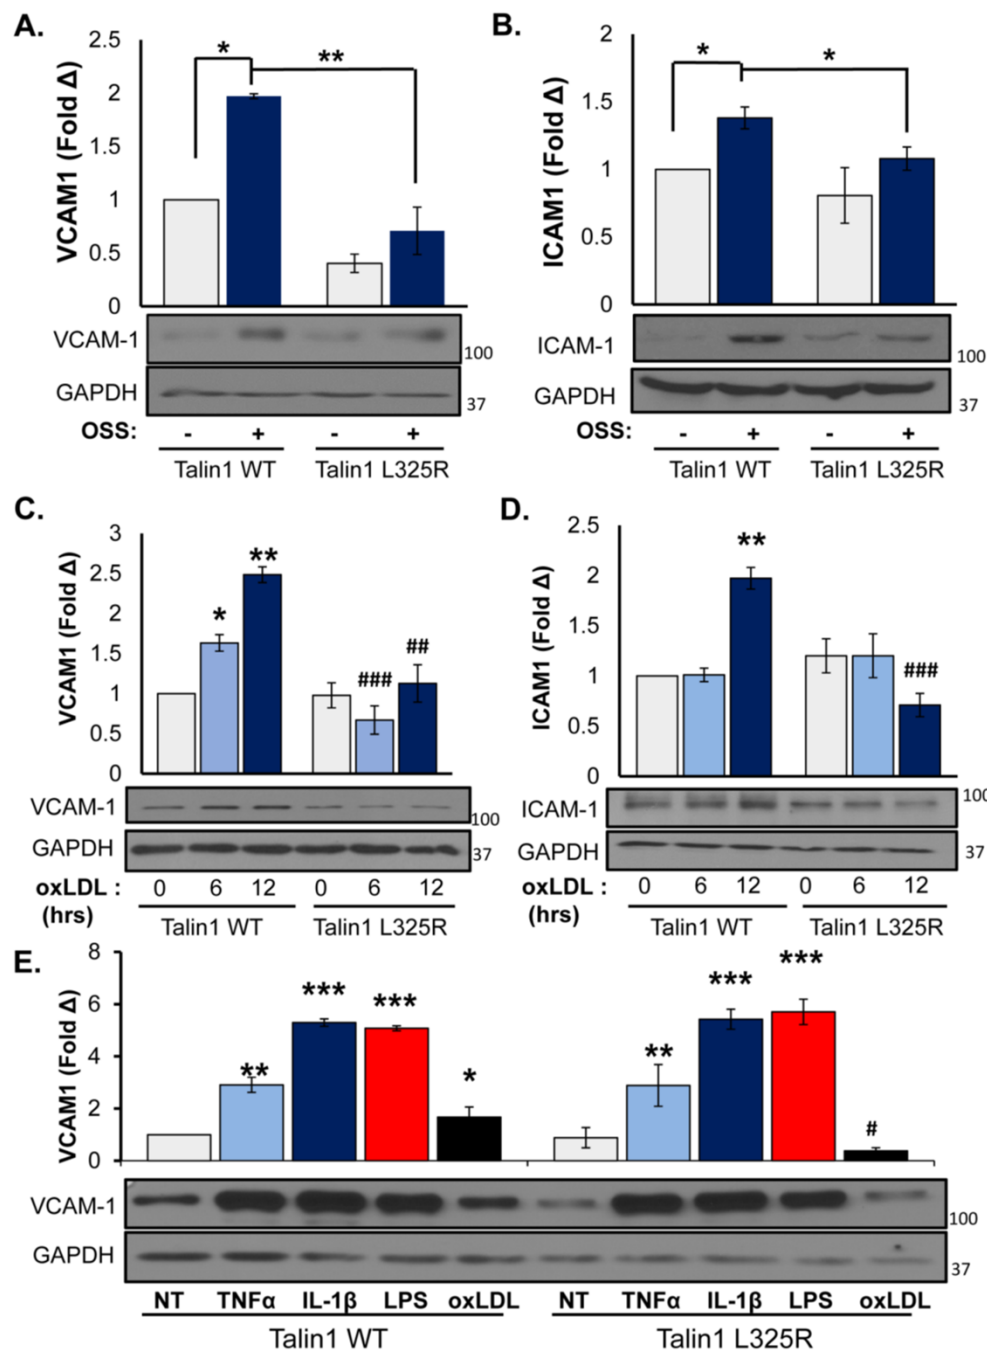 A.
VCAM1 (Fold Δ)
2.5
2
1.5
1
0.5
0
*
**
VCAM-1
100
GAPDH
37
OSS: - + - +
Talin1 WT Talin1 L325R
B.
ICAM1 (Fold Δ)
2
1.5
1
0.5
0
*
*
ICAM-1
100
GAPDH
37
OSS: - + - +
Talin1 WT Talin1 L325R
C.
VCAM1 (Fold Δ)
3
2.5
2
1.5
1
0.5
0
* ** ### ##
VCAM-1
100
GAPDH
37
oxLDL : 0 6 12 0 6 12
(hrs) Talin1 WT Talin1 L325R
D.
ICAM1 (Fold Δ)
2.5
2
1.5
1
0.5
0
** ###
ICAM-1
100
GAPDH
37
oxLDL : 0 6 12 0 6 12
(hrs) Talin1 WT Talin1 L325R
E.
VCAM1 (Fold Δ)
8
6
4
2
0
** *** *** * ** *** *** #
VCAM-1
100
GAPDH
37
NT TNFα IL-1β LPS oxLDL NT TNFα IL-1β LPS oxLDL
Talin1 WT Talin1 L325R